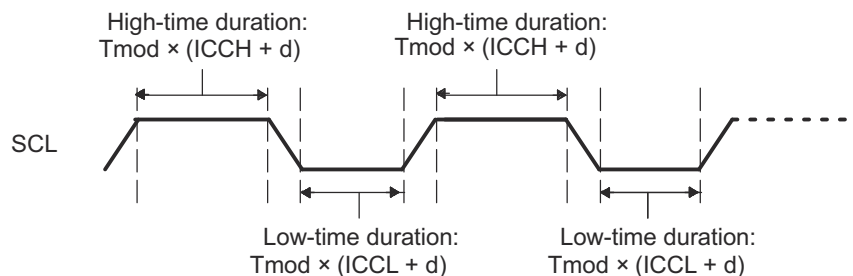 High-time duration:
Tmod × (ICCH + d)
High-time duration:
Tmod × (ICCH + d)
SCL
Low-time duration:
Tmod × (ICCL + d)
Low-time duration:
Tmod × (ICCL + d)